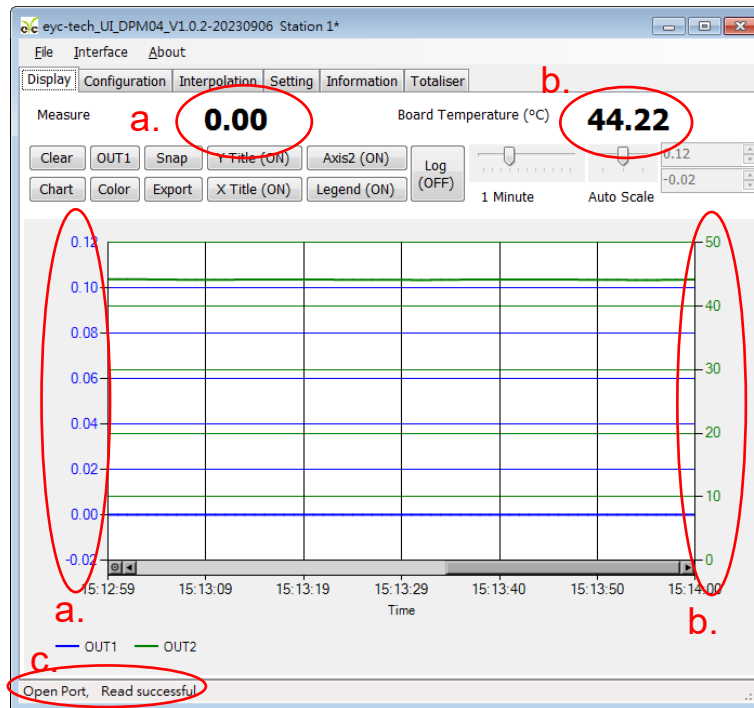 eyc-tech_UI_DPM04_V1.0.2-20230906 Station 1*
File Interface About
Display Configuration Interpolation Setting Information Totaliser
Measure a. 0.00 Board Temperature (ºC) b. 44.22
Clear OUT1 Snap Y Title (ON) Axis2 (ON) Log (OFF) 0.12
Chart Color Export X Title (ON) Legend (ON) 1 Minute Auto Scale -0.02
0.12 50
0.10 40
0.08
0.06 30
0.04 20
0.02 10
0.00
-0.02 0
15:12:59 15:13:09 15:13:19 15:13:29 15:13:40 15:13:50 15:14:00
a. Time b.
OUT1 OUT2
c.
Open Port, Read successful